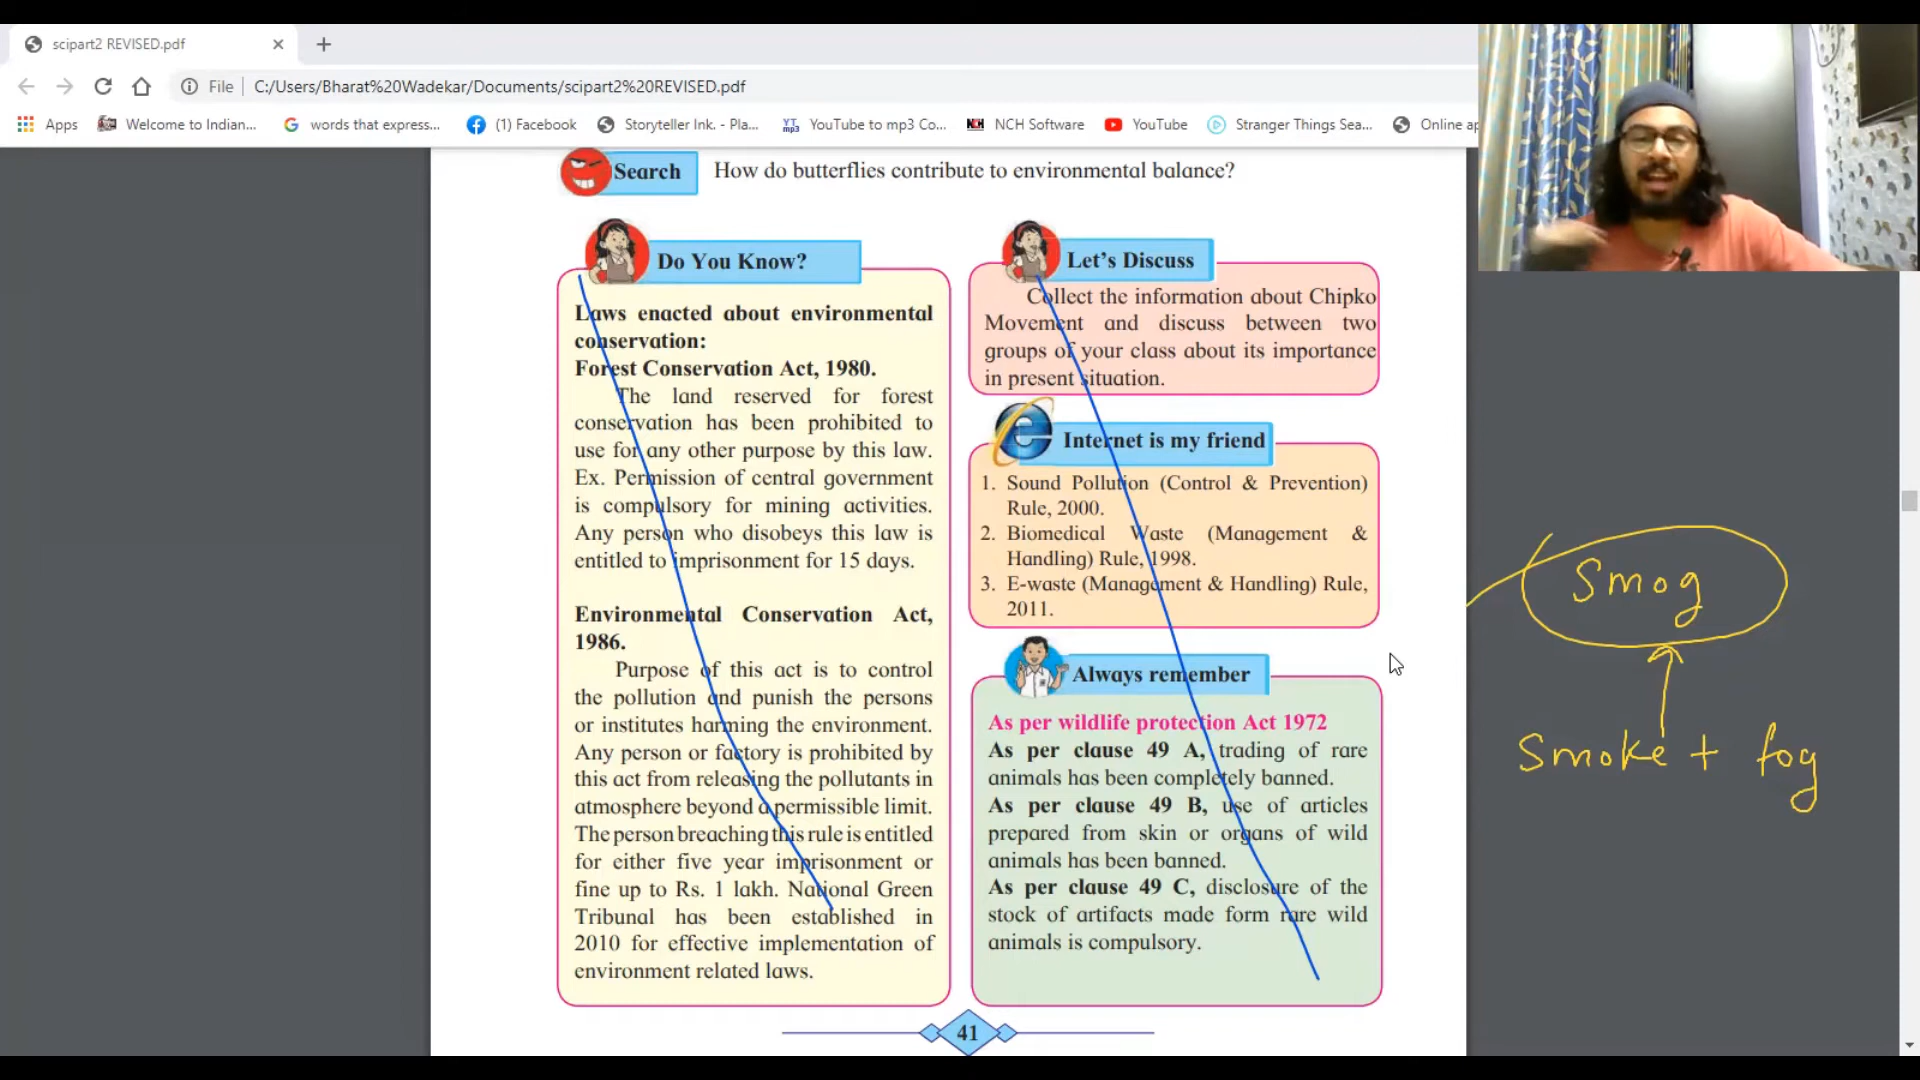 scipart2 REVISED.pdf
File C:/Users/Bharat%20Wadekar/Documents/scipart2%20REVISED.pdf
Apps Welcome to Indian... words that express... (1) Facebook Storyteller Ink. - Pla... YouTube to mp3 Co... NCH Software YouTube Stranger Things Sea... Online ap
Search How do butterflies contribute to environmental balance?
Do You Know?
Laws enacted about environmental
conservation:
Forest Conservation Act, 1980.
The land reserved for forest
conservation has been prohibited to
use for any other purpose by this law.
Ex. Permission of central government
is compulsory for mining activities.
Any person who disobeys this law is
entitled to imprisonment for 15 days.
Environmental Conservation Act,
1986.
Purpose of this act is to control
the pollution and punish the persons
or institutes harming the environment.
Any person or factory is prohibited by
this act from releasing the pollutants in
atmosphere beyond a permissible limit.
The person breaching this rule is entitled
for either five year imprisonment or
fine up to Rs. 1 lakh. National Green
Tribunal has been established in
2010 for effective implementation of
environment related laws.
Let's Discuss
Collect the information about Chipko
Movement and discuss between two
groups of your class about its importance
in present situation.
Internet is my friend
1. Sound Pollution (Control & Prevention)
Rule, 2000.
2. Biomedical Waste (Management &
Handling) Rule, 1998.
3. E-waste (Management & Handling) Rule,
2011.
Always remember
As per wildlife protection Act 1972
As per clause 49 A, trading of rare
animals has been completely banned.
As per clause 49 B, use of articles
prepared from skin or organs of wild
animals has been banned.
As per clause 49 C, disclosure of the
stock of artifacts made form rare wild
animals is compulsory.
41
Smog
Smoke + fog